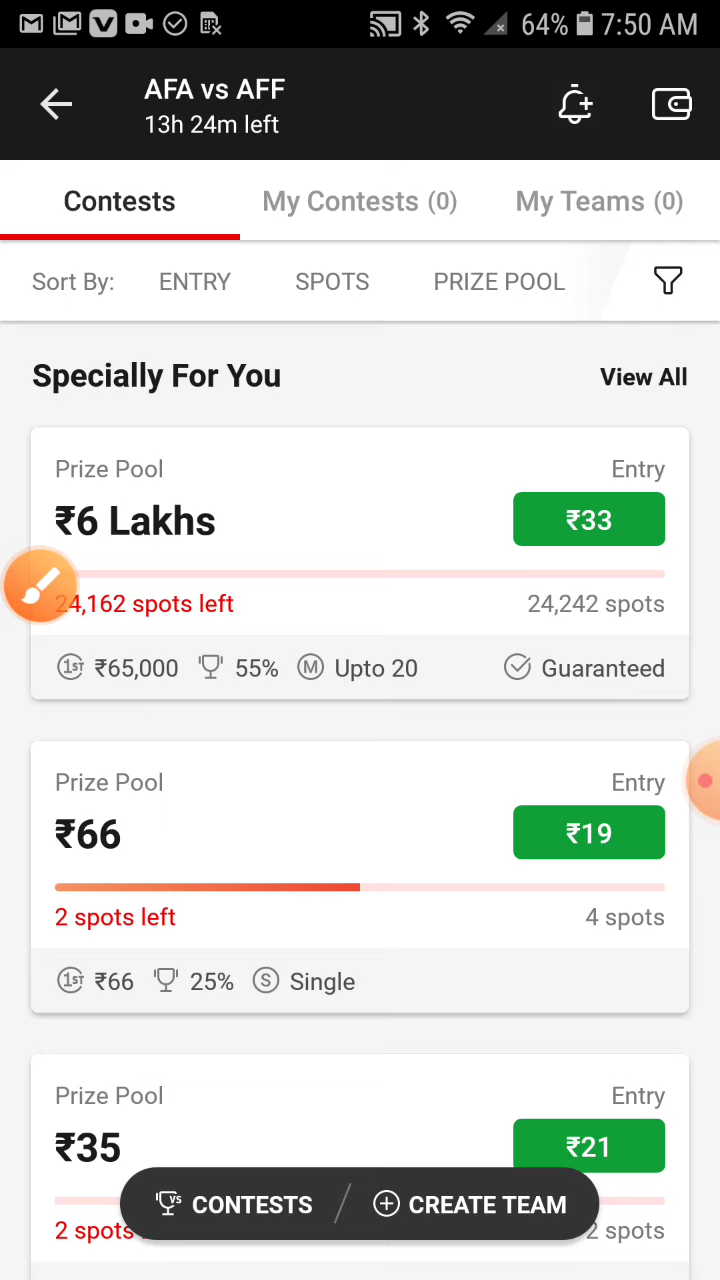 64% 7:50 AM
AFA vs AFF
13h 24m left
Contests My Contests (0) My Teams (0)
Sort By: ENTRY SPOTS PRIZE POOL
Specially For You View All
Prize Pool Entry
₹6 Lakhs ₹33
24,162 spots left 24,242 spots
1ST ₹65,000 55% M Upto 20 Guaranteed
Prize Pool Entry
₹66 ₹19
2 spots left 4 spots
1ST ₹66 25% S Single
Prize Pool Entry
₹35 ₹21
VS CONTESTS CREATE TEAM
2 spots 2 spots